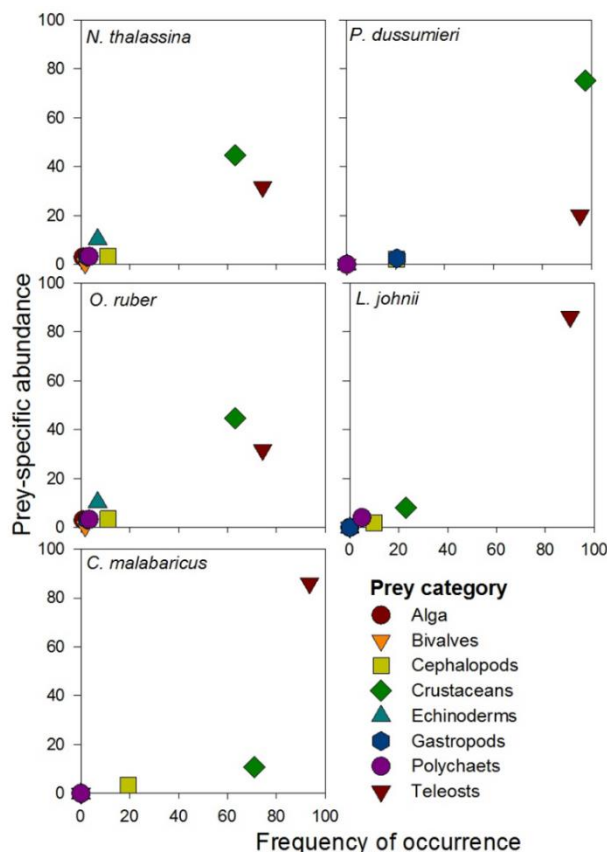 100
80
60
40
20
0
N. thalassina
P. dussumieri
Prey-specific abundance
100
80
60
40
20
0
O. ruber
L. johnii
0 20 40 60 80 100
100
80
60
40
20
0
C. malabaricus
0 20 40 60 80 100
Prey category
Alga
Bivalves
Cephalopods
Crustaceans
Echinoderms
Gastropods
Polychaets
Teleosts
Frequency of occurrence